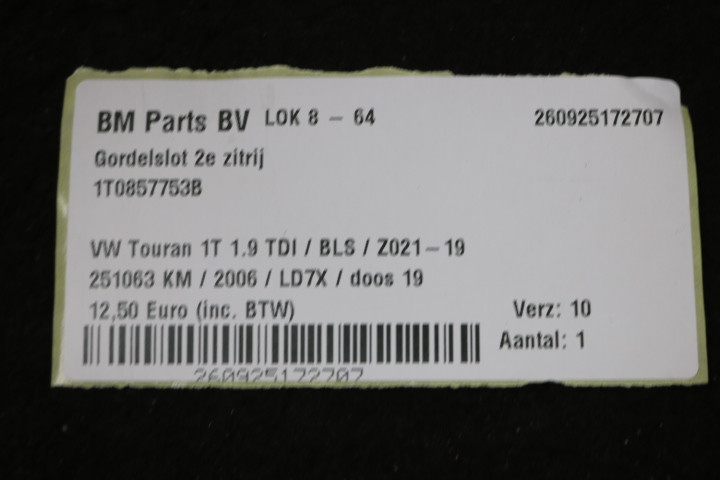 BM Parts BV LOK 8 - 64 260925172707
Gordelslot 2e zitrij
1T0857753B
VW Touran 1T 1.9 TDI / BLS / Z021-19
251063 KM / 2006 / LD7X / doos 19
12,50 Euro (inc. BTW) Verz: 10
Aantal: 1
260925172707